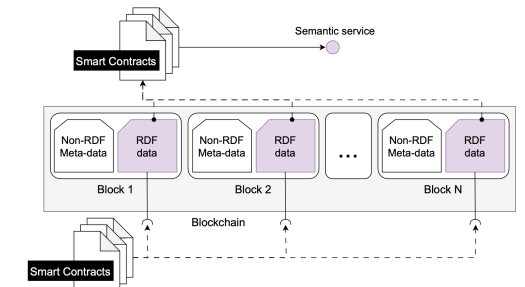 Semantic service
Smart Contracts
Non-RDF
Meta-data
RDF
data
Non-RDF
Meta-data
RDF
data
...
Non-RDF
Meta-data
RDF
data
Block 1
Block 2
Block N
Blockchain
Smart Contracts